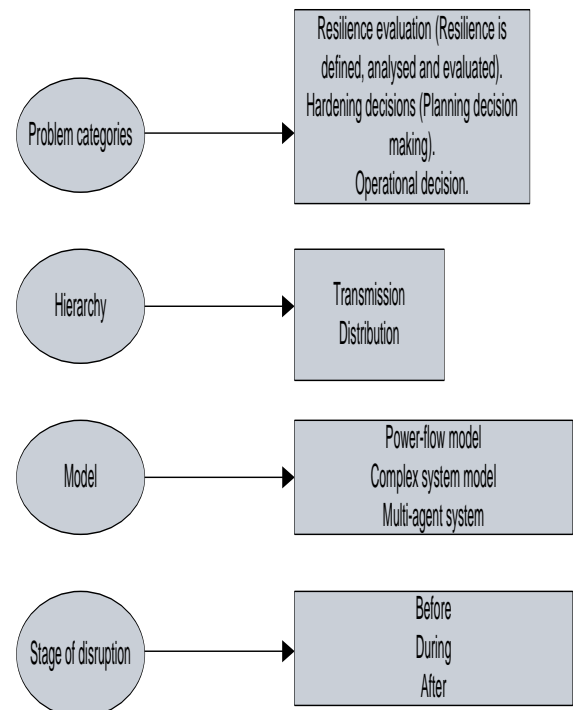 Problem categories
Resilience evaluation (Resilience is
defined, analysed and evaluated).
Hardening decisions (Planning decision
making).
Operational decision.
Hierarchy
Transmission
Distribution
Model
Power-flow model
Complex system model
Multi-agent system
Stage of disruption
Before
During
After